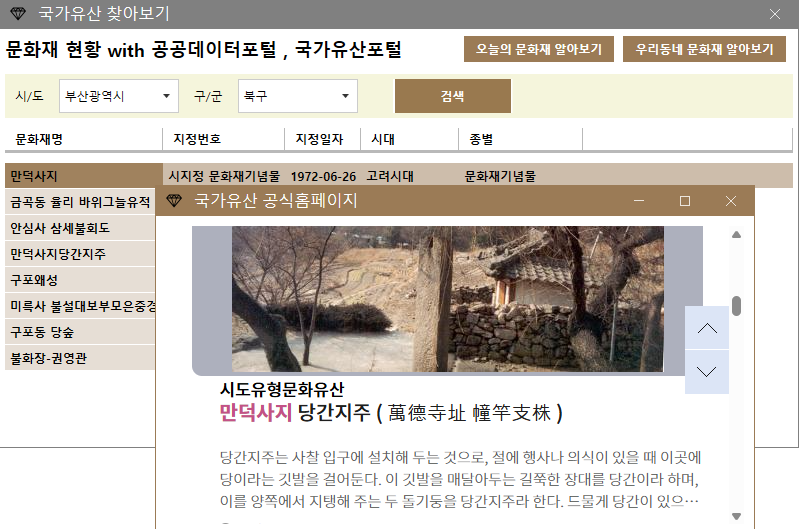 국가유산 찾아보기
문화재 현황 with 공공데이터포털 , 국가유산포털
오늘의 문화재 알아보기
우리동네 문화재 알아보기
시/도 부산광역시 구/군 북구 검색
문화재명 지정번호 지정일자 시대 종별
만덕사지 시지정 문화재기념물 1972-06-26 고려시대 문화재기념물
금곡동 율리 바위그늘유적
안심사 삼세불회도
만덕사지당간지주
구포왜성
미륵사 불설대보부모은중경
구포동 당숲
불화장-권영관
국가유산 공식홈페이지
시도유형문화유산
만덕사지 당간지주 ( 萬德寺址 幢竿支株 )
당간지주는 사찰 입구에 설치해 두는 것으로, 절에 행사나 의식이 있을 때 이곳에
당이라는 깃발을 걸어둔다. 이 깃발을 매달아두는 길쭉한 장대를 당간이라 하며,
이를 양쪽에서 지탱해 주는 두 돌기둥을 당간지주라 한다. 드물게 당간이 있으…